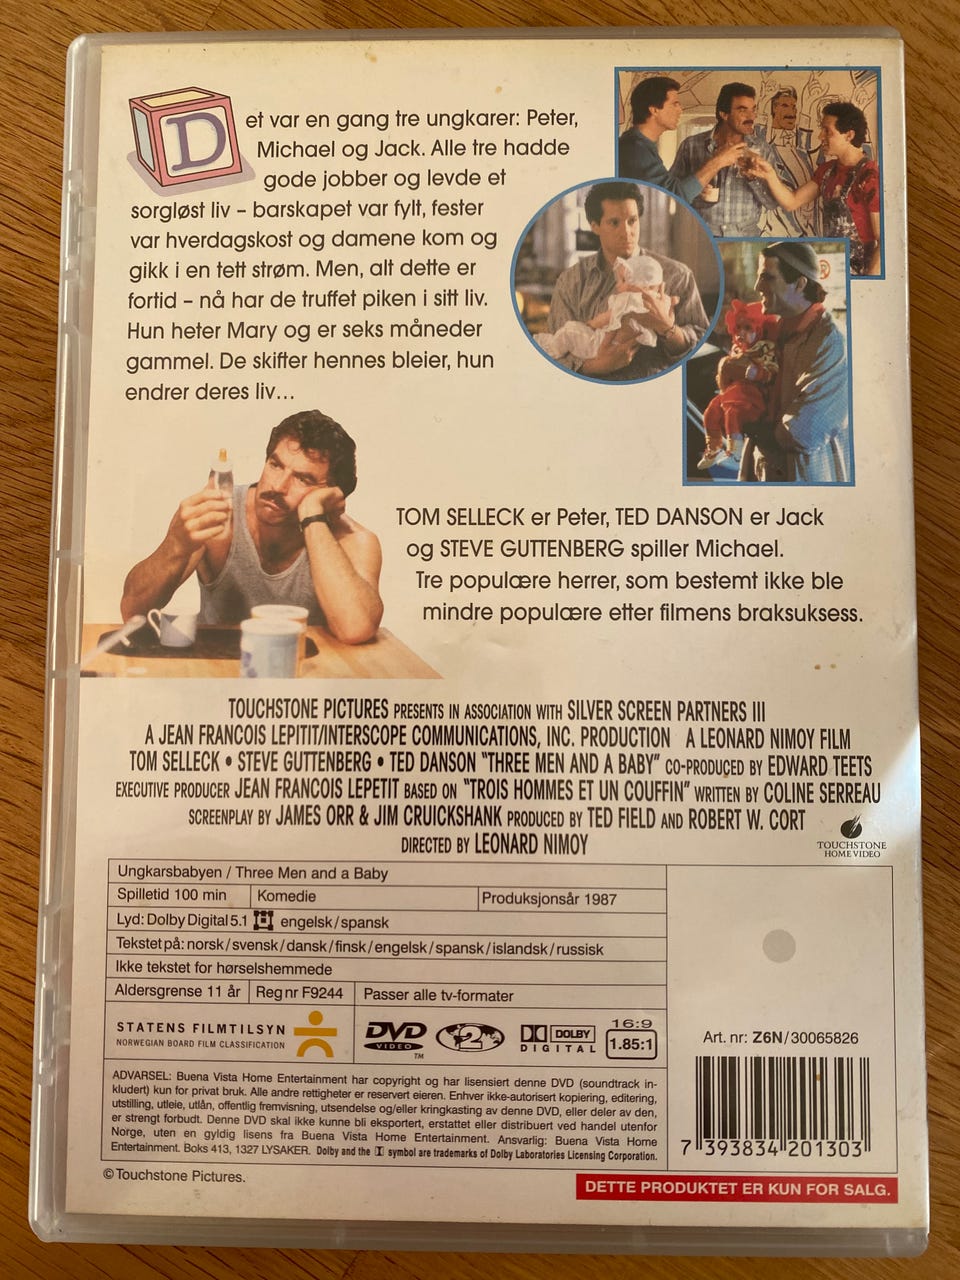 Det var en gang tre ungkarer: Peter,
Michael og Jack. Alle tre hadde
gode jobber og levde et
sorgløst liv – barskapet var fylt, fester
var hverdagskost og damene kom og
gikk i en tett strøm. Men, alt dette er
fortid – nå har de truffet piken i sitt liv.
Hun heter Mary og er seks måneder
gammel. De skifter hennes bleier, hun
endrer deres liv...
TOM SELLECK er Peter, TED DANSON er Jack
og STEVE GUTTENBERG spiller Michael.
Tre populære herrer, som bestemt ikke ble
mindre populære etter filmens braksuksess.
TOUCHSTONE PICTURES PRESENTS IN ASSOCIATION WITH SILVER SCREEN PARTNERS III
A JEAN FRANCOIS LEPITIT/INTERSCOPE COMMUNICATIONS, INC. PRODUCTION A LEONARD NIMOY FILM
TOM SELLECK • STEVE GUTTENBERG • TED DANSON "THREE MEN AND A BABY" CO-PRODUCED BY EDWARD TEETS
EXECUTIVE PRODUCER JEAN FRANCOIS LEPETIT BASED ON "TROIS HOMMES ET UN COUFFIN" WRITTEN BY COLINE SERREAU
SCREENPLAY BY JAMES ORR & JIM CRUICKSHANK PRODUCED BY TED FIELD AND ROBERT W. CORT
DIRECTED BY LEONARD NIMOY
TOUCHSTONE
HOME VIDEO
Ungkarsbabyen / Three Men and a Baby
Spilletid 100 min Komedie Produksjonsår 1987
Lyd: Dolby Digital 5.1 engelsk/spansk
Tekstet på: norsk/svensk/dansk/finsk/engelsk/spansk/islandsk/russisk
Ikke tekstet for hørselshemmede
Aldersgrense 11 år Reg nr F9244 Passer alle tv-formater
STATENS FILMTILSYN
NORWEGIAN BOARD FILM CLASSIFICATION
DVD
VIDEO
TM
2
DOLBY
DIGITAL
16:9
1.85:1
Art. nr: Z6N/30065826
ADVARSEL: Buena Vista Home Entertainment har copyright og har lisensiert denne DVD (soundtrack in-
kludert) kun for privat bruk. Alle andre rettigheter er reservert eieren. Enhver ikke-autorisert kopiering, editering,
utstilling, utleie, utlån, offentlig fremvisning, utsendelse og/eller kringkasting av denne DVD, eller deler av den,
er strengt forbudt. Denne DVD skal ikke kunne bli eksportert, erstattet eller distribuert ved handel utenfor
Norge, uten en gyldig lisens fra Buena Vista Home Entertainment. Ansvarlig: Buena Vista Home
Entertainment. Boks 413, 1327 LYSAKER. Dolby and the symbol are trademarks of Dolby Laboratories Licensing Corporation.
7 393834 201303
© Touchstone Pictures.
DETTE PRODUKTET ER KUN FOR SALG.